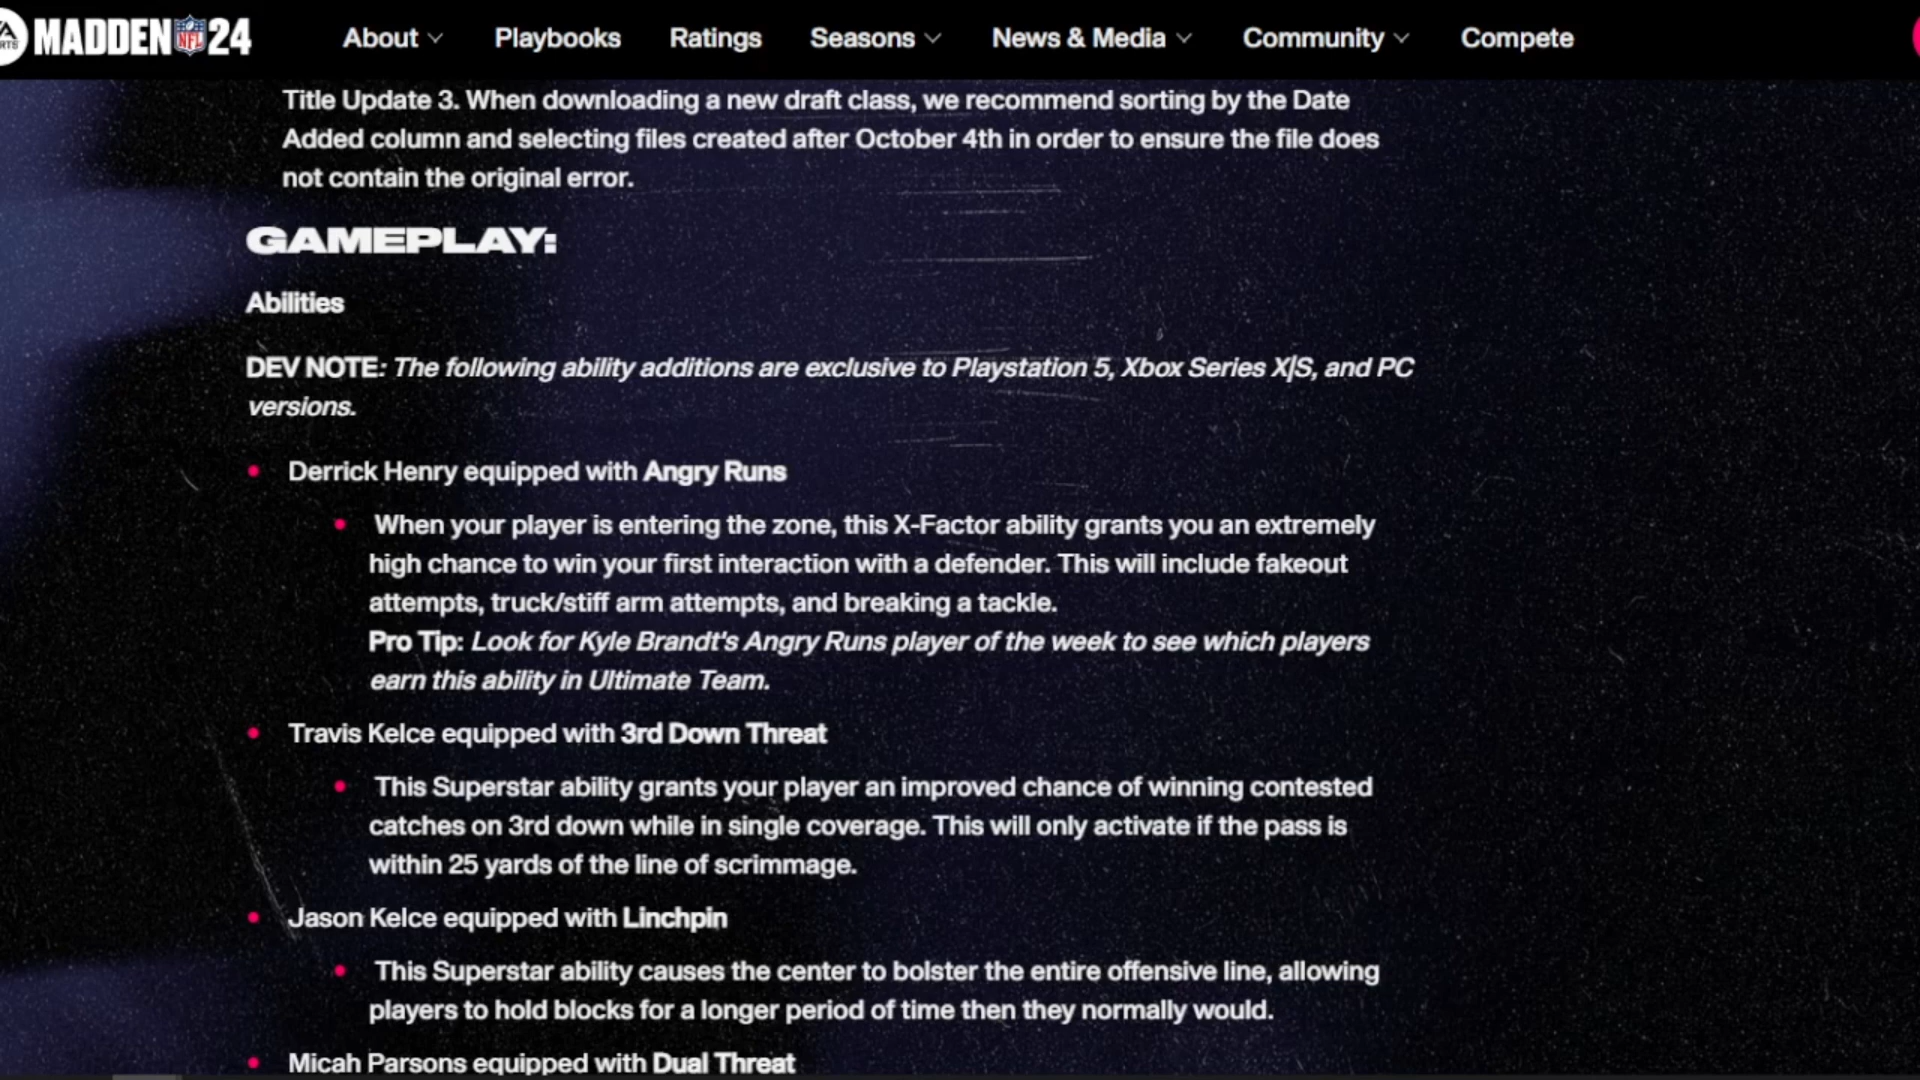 MADDEN NFL 24 About Playbooks Ratings Seasons News & Media Community Compete
Title Update 3. When downloading a new draft class, we recommend sorting by the Date
Added column and selecting files created after October 4th in order to ensure the file does
not contain the original error.
GAMEPLAY:
Abilities
DEV NOTE: The following ability additions are exclusive to Playstation 5, Xbox Series X|S, and PC
versions.
Derrick Henry equipped with Angry Runs
When your player is entering the zone, this X-Factor ability grants you an extremely
high chance to win your first interaction with a defender. This will include fakeout
attempts, truck/stiff arm attempts, and breaking a tackle.
Pro Tip: Look for Kyle Brandt's Angry Runs player of the week to see which players
earn this ability in Ultimate Team.
Travis Kelce equipped with 3rd Down Threat
This Superstar ability grants your player an improved chance of winning contested
catches on 3rd down while in single coverage. This will only activate if the pass is
within 25 yards of the line of scrimmage.
Jason Kelce equipped with Linchpin
This Superstar ability causes the center to bolster the entire offensive line, allowing
players to hold blocks for a longer period of time then they normally would.
Micah Parsons equipped with Dual Threat